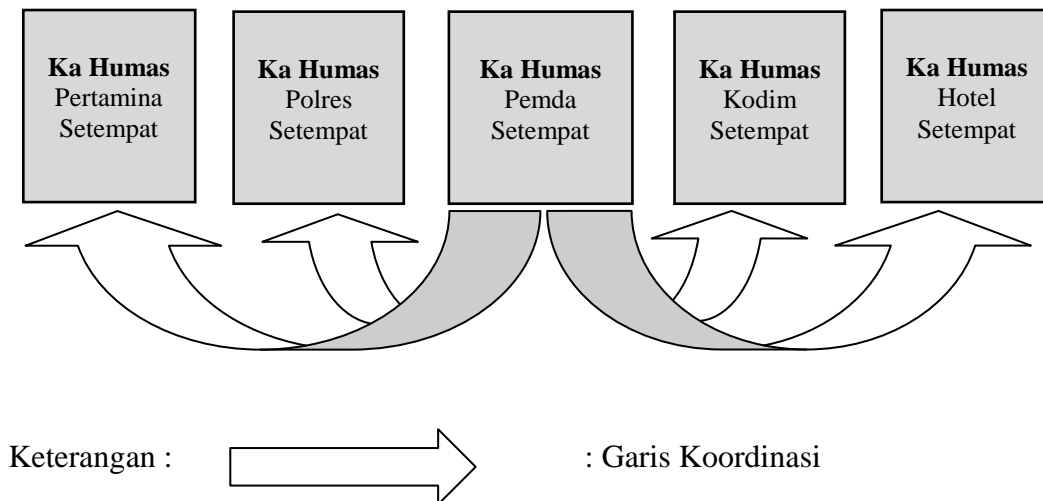 Ka Humas
Pertamina
Setempat
Ka Humas
Polres
Setempat
Ka Humas
Pemda
Setempat
Ka Humas
Kodim
Setempat
Ka Humas
Hotel
Setempat
Keterangan : : Garis Koordinasi